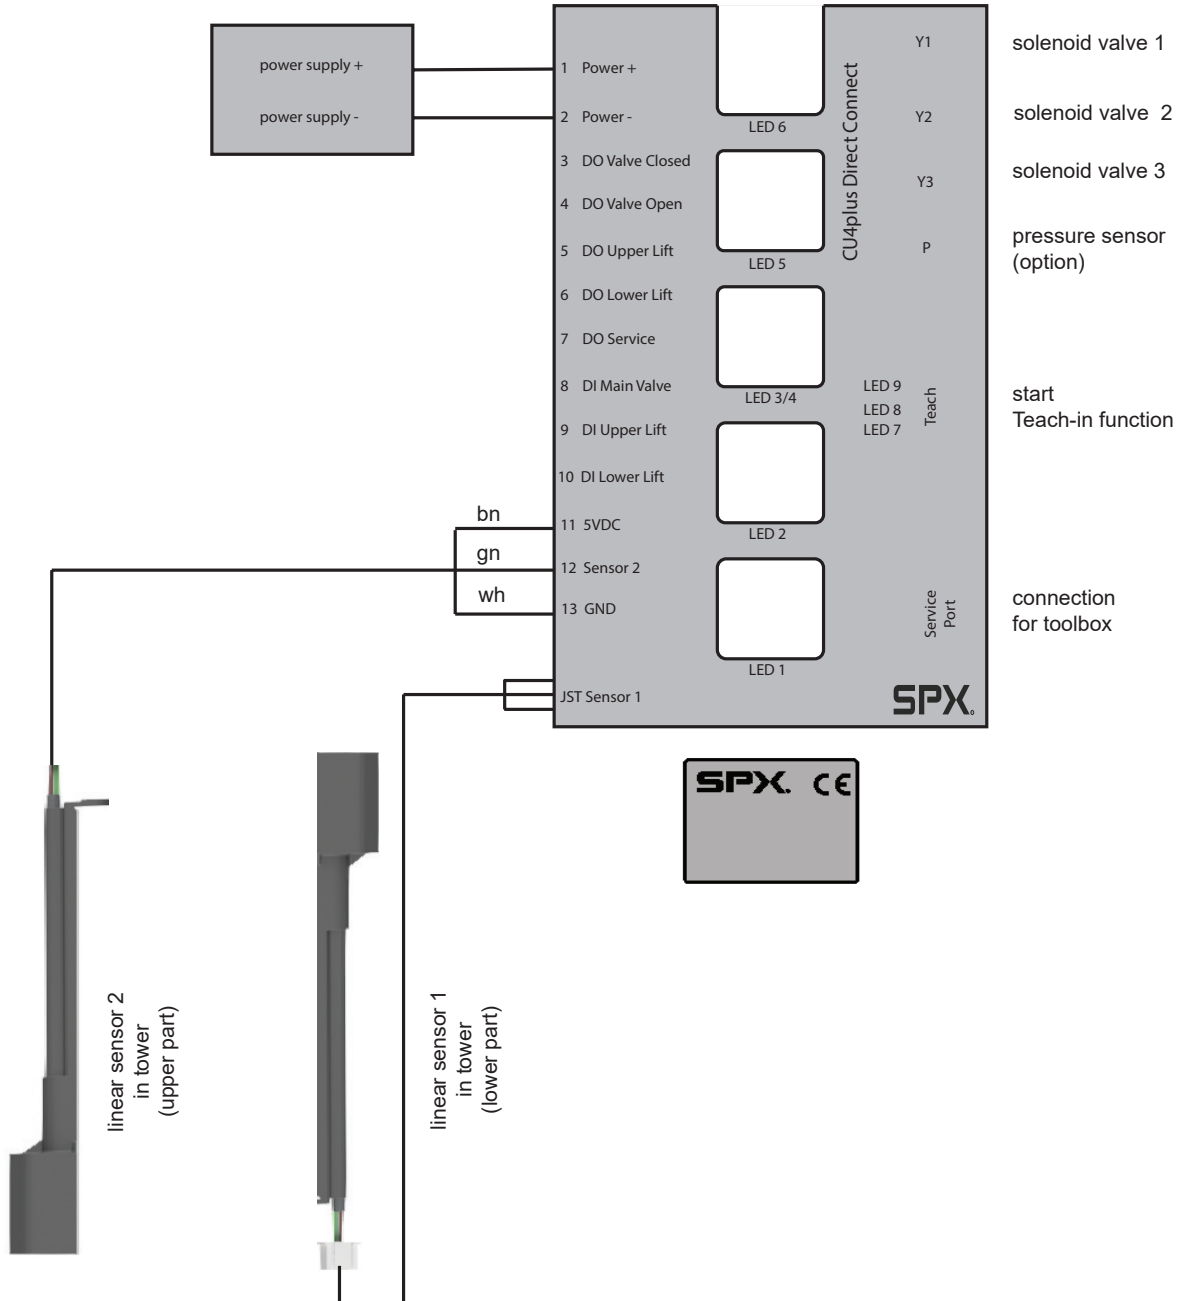 power supply +
power supply -
1 Power +
2 Power -
3 DO Valve Closed
4 DO Valve Open
5 DO Upper Lift
6 DO Lower Lift
7 DO Service
8 DI Main Valve
9 DI Upper Lift
10 DI Lower Lift
11 5VDC
12 Sensor 2
13 GND
JST Sensor 1
bn
gn
wh
LED 6
LED 5
LED 3/4
LED 2
LED 1
CU4plus Direct Connect
Y1
Y2
Y3
P
LED 9
LED 8
LED 7
Teach
Service
Port
SPX
solenoid valve 1
solenoid valve 2
solenoid valve 3
pressure sensor
(option)
start
Teach-in function
connection
for toolbox
SPX. CE
linear sensor 2
in tower
(upper part)
linear sensor 1
in tower
(lower part)